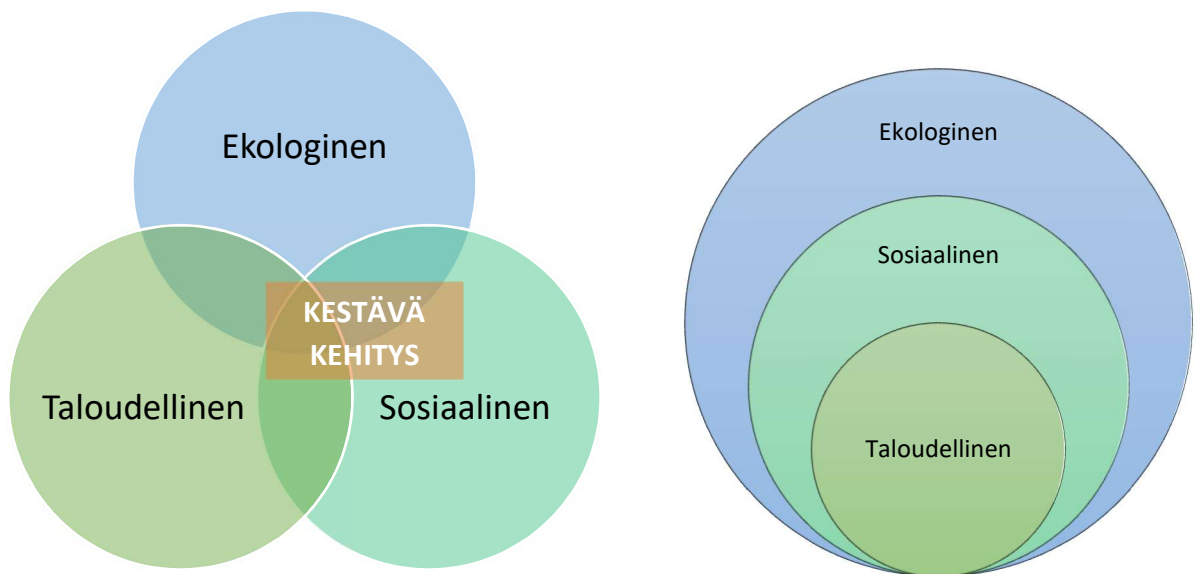 Ekologinen
KESTÄVÄ
KEHITYS
Taloudellinen
Sosiaalinen
Ekologinen
Sosiaalinen
Taloudellinen